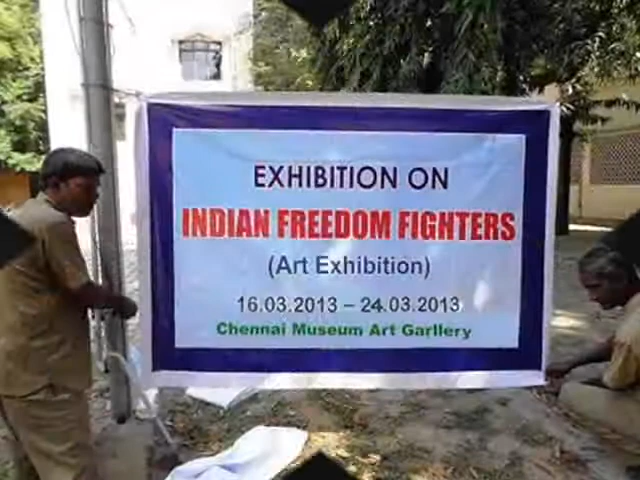 EXHIBITION ON
INDIAN FREEDOM FIGHTERS
(Art Exhibition)
16.03.2013 – 24.03.2013
Chennai Museum Art Garllery